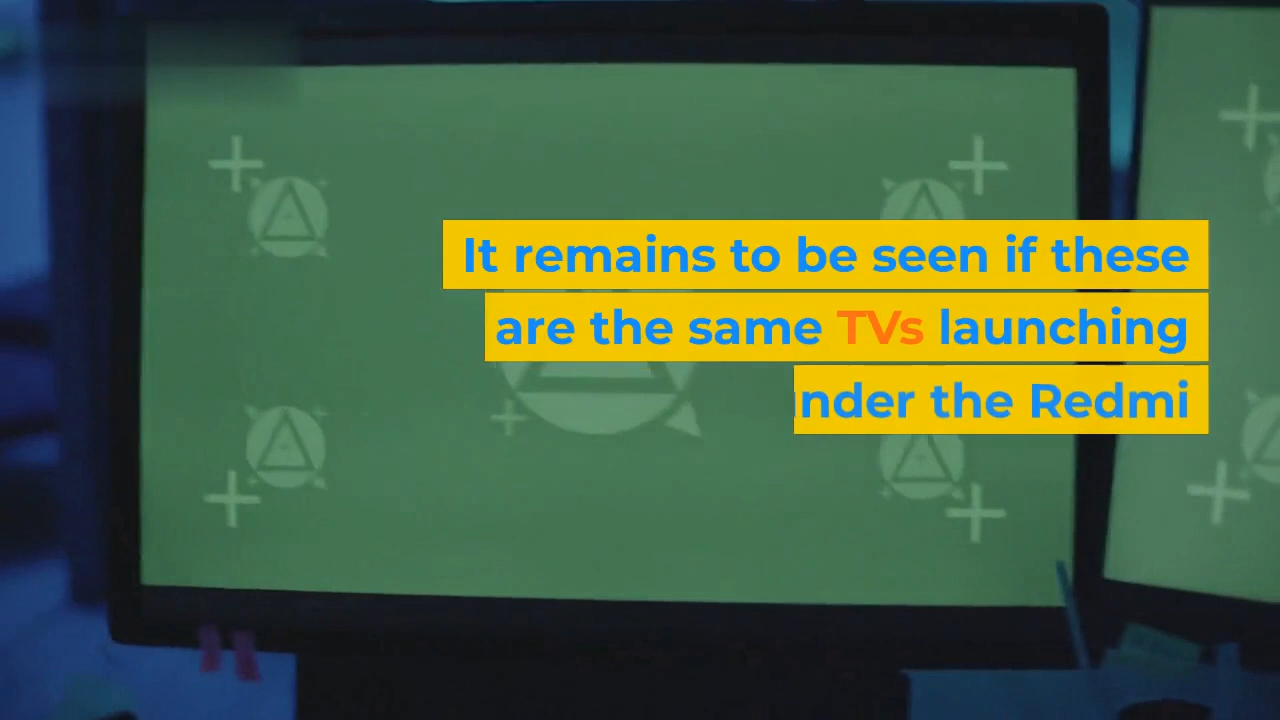 It remains to be seen if these
are the same TVs launching
nder the Redmi